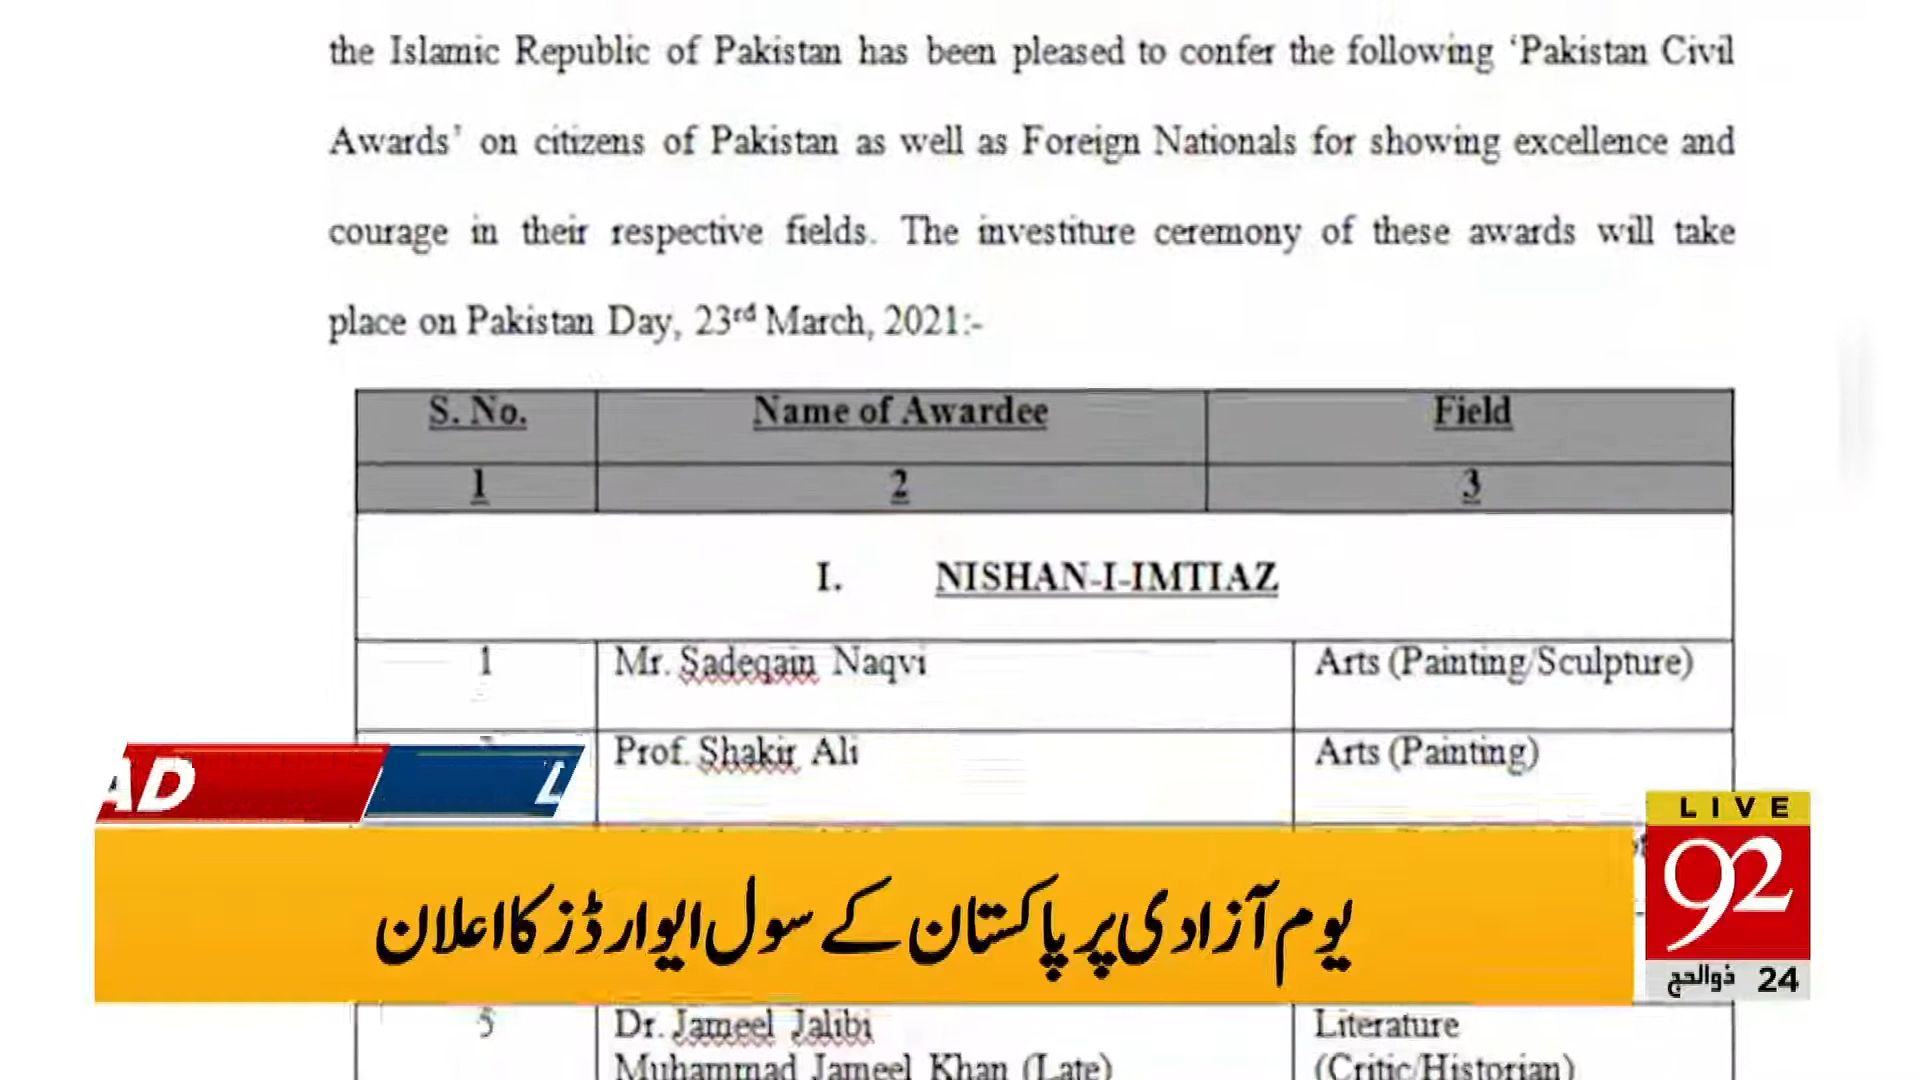 the Islamic Republic of Pakistan has been pleased to confer the following ‘Pakistan Civil
Awards’ on citizens of Pakistan as well as Foreign Nationals for showing excellence and
courage in their respective fields. The investiture ceremony of these awards will take
place on Pakistan Day, 23rd March, 2021:-
S. No. Name of Awardee Field
1 2 3
I. NISHAN-I-IMTIAZ
1 Mr. Sadeqain Naqvi Arts (Painting/Sculpture)
Prof. Shakir Ali Arts (Painting)
AD L
LIVE
92
یوم آزادی پر پاکستان کے سول ایوارڈز کا اعلان
24 ذوالحج
5 Dr. Jameel Jalibi Literature
Muhammad Jameel Khan (Late) (Critic/Historian)